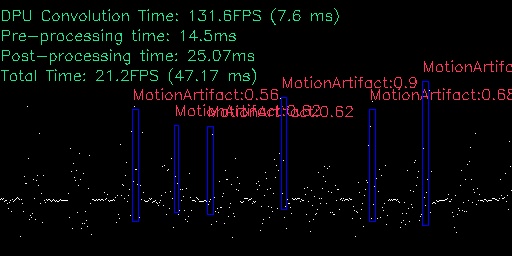 DPU Convolution Time: 131.6FPS (7.6 ms)
Pre-processing time: 14.5ms
Post-processing time: 25.07ms
Total Time: 21.2FPS (47.17 ms)
MotionArtifa
MotionArtifact:0.9
MotionArtifact:0.56
MotionArtifact:0.68
MotionArtifact:0.62
MotionArtifact:0.62